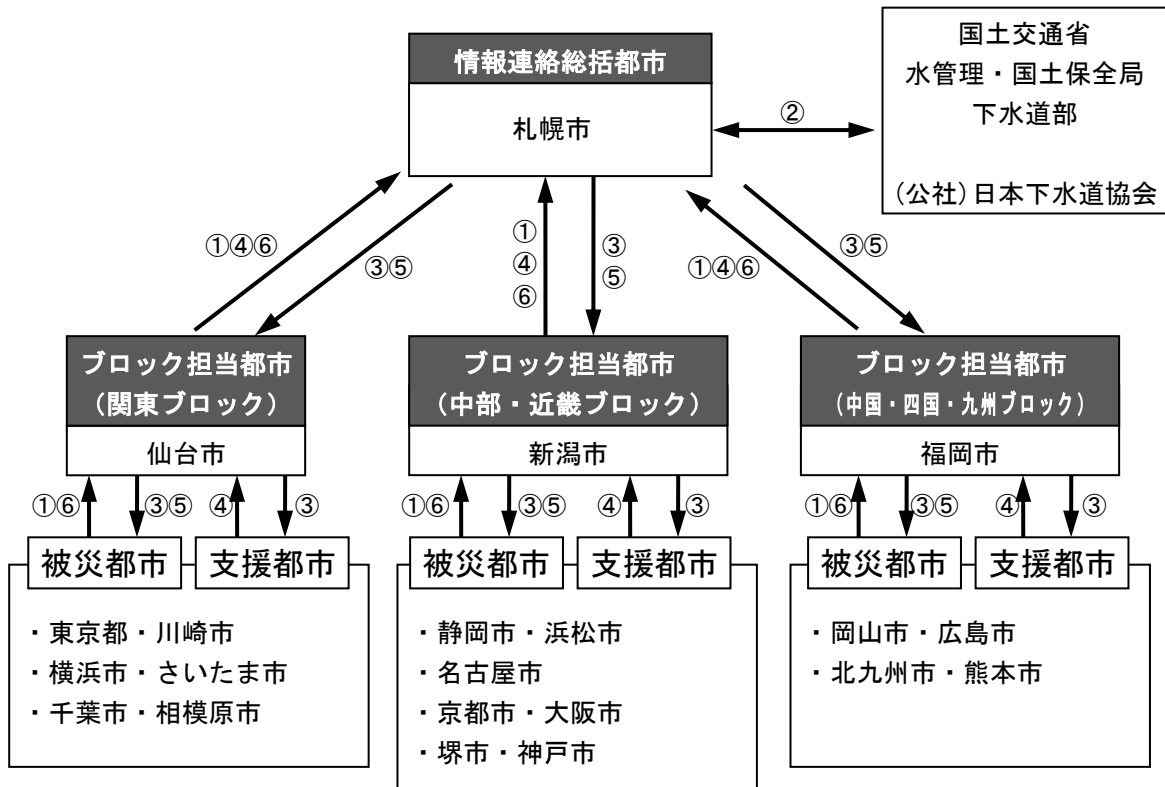 情報連絡総括都市
札幌市
②
国土交通省
水管理・国土保全局
下水道部
(公社)日本下水道協会
①④⑥
③⑤
①
④
⑥
③
⑤
①④⑥
③⑤
ブロック担当都市
(関東ブロック)
仙台市
ブロック担当都市
(中部・近畿ブロック)
新潟市
ブロック担当都市
(中国・四国・九州ブロック)
福岡市
①⑥
③⑤
④
③
①⑥
③⑤
④
③
①⑥
③⑤
④
③
被災都市
支援都市
・東京都・川崎市
・横浜市・さいたま市
・千葉市・相模原市
被災都市
支援都市
・静岡市・浜松市
・名古屋市
・京都市・大阪市
・堺市・神戸市
被災都市
支援都市
・岡山市・広島市
・北九州市・熊本市